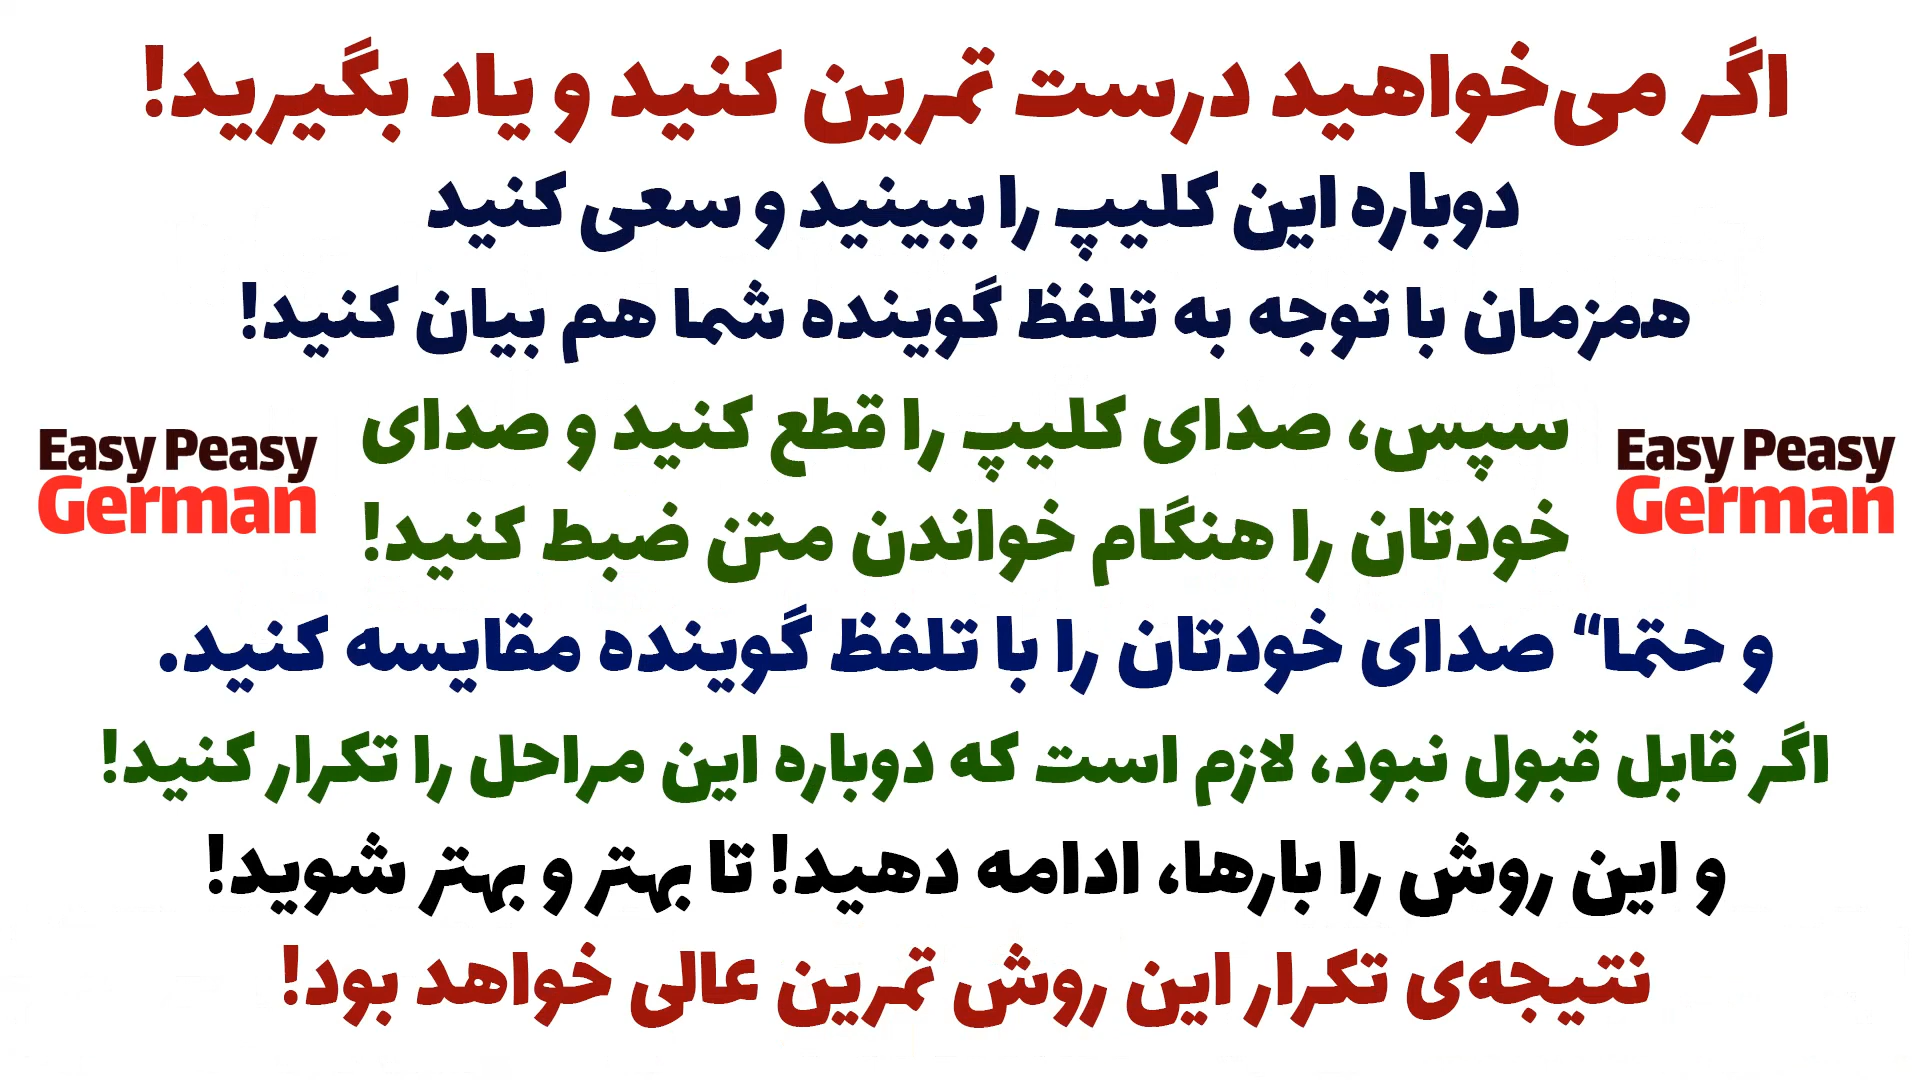 اگر می‌خواهید درست تمرین کنید و یاد بگیرید!
دوباره این کلیپ را ببینید و سعی کنید
همزمان با توجه به تلفظ گوینده شما هم بیان کنید!
سپس، صدای کلیپ را قطع کنید و صدای
Easy Peasy
German
Easy Peasy
German
خودتان را هنگام خواندن متن ضبط کنید!
و حتما“ صدای خودتان را با تلفظ گوینده مقایسه کنید.
اگر قابل قبول نبود، لازم است که دوباره این مراحل را تکرار کنید!
و این روش را بارها، ادامه دهید! تا بهتر و بهتر شوید!
نتیجه‌ی تکرار این روش تمرین عالی خواهد بود!